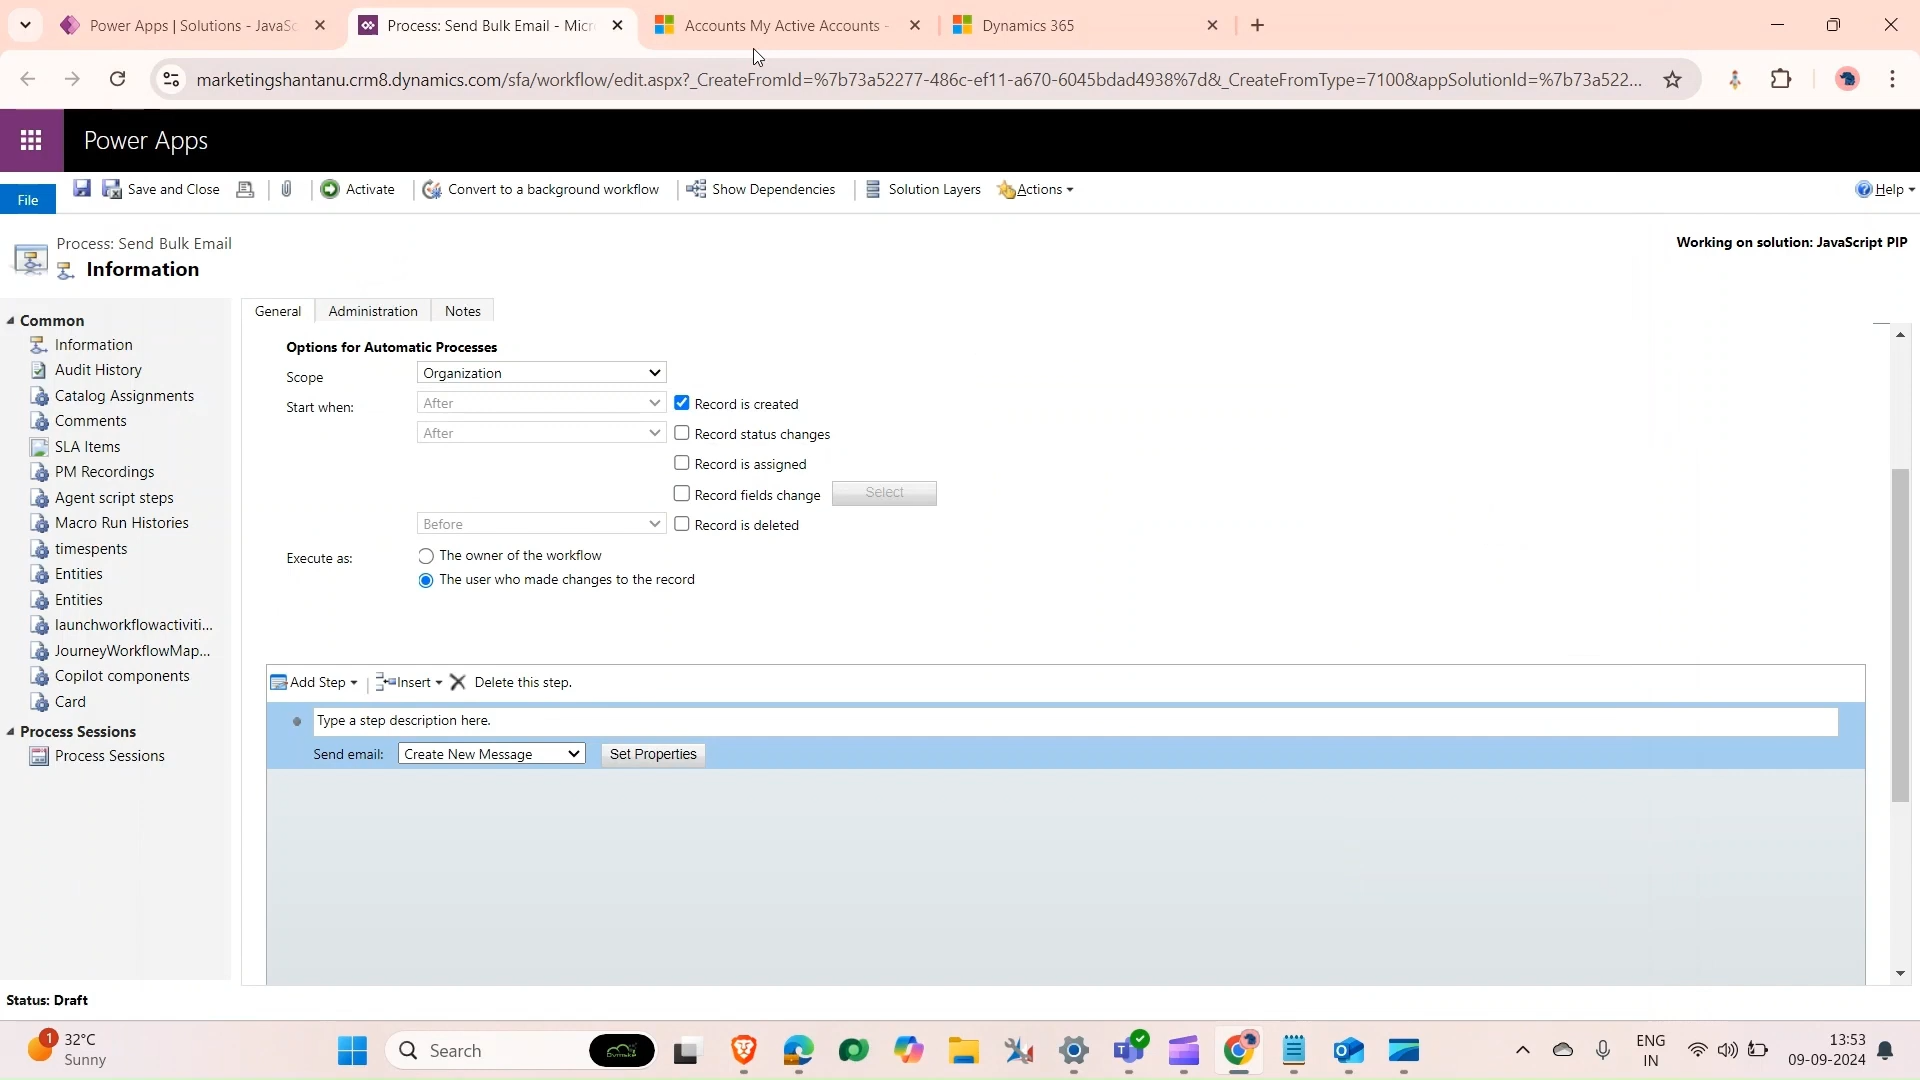 Power Apps | Solutions - JavaSc
Process: Send Bulk Email - Micr
Accounts My Active Accounts -
Dynamics 365
marketingshantanu.crm8.dynamics.com/sfa/workflow/edit.aspx?_CreateFromId=%7b73a52277-486c-ef11-a670-6045bdad4938%7d&_CreateFromType=7100&appSolutionId=%7b73a522...
Power Apps
File
Save and Close
Activate
Convert to a background workflow
Show Dependencies
Solution Layers
Actions
Help
Process: Send Bulk Email
Information
Working on solution: JavaScript PIP
Common
Information
Audit History
Catalog Assignments
Comments
SLA Items
PM Recordings
Agent script steps
Macro Run Histories
timespents
Entities
Entities
launchworkflowactiviti...
JourneyWorkflowMap...
Copilot components
Card
Process Sessions
Process Sessions
General
Administration
Notes
Options for Automatic Processes
Scope
Organization
Start when:
After
Record is created
After
Record status changes
Record is assigned
Record fields change
Select
Before
Record is deleted
Execute as:
The owner of the workflow
The user who made changes to the record
Add Step
Insert
Delete this step.
Type a step description here.
Send email:
Create New Message
Set Properties
Status: Draft
1
32°C
Sunny
Search
ENG
IN
13:53
09-09-2024